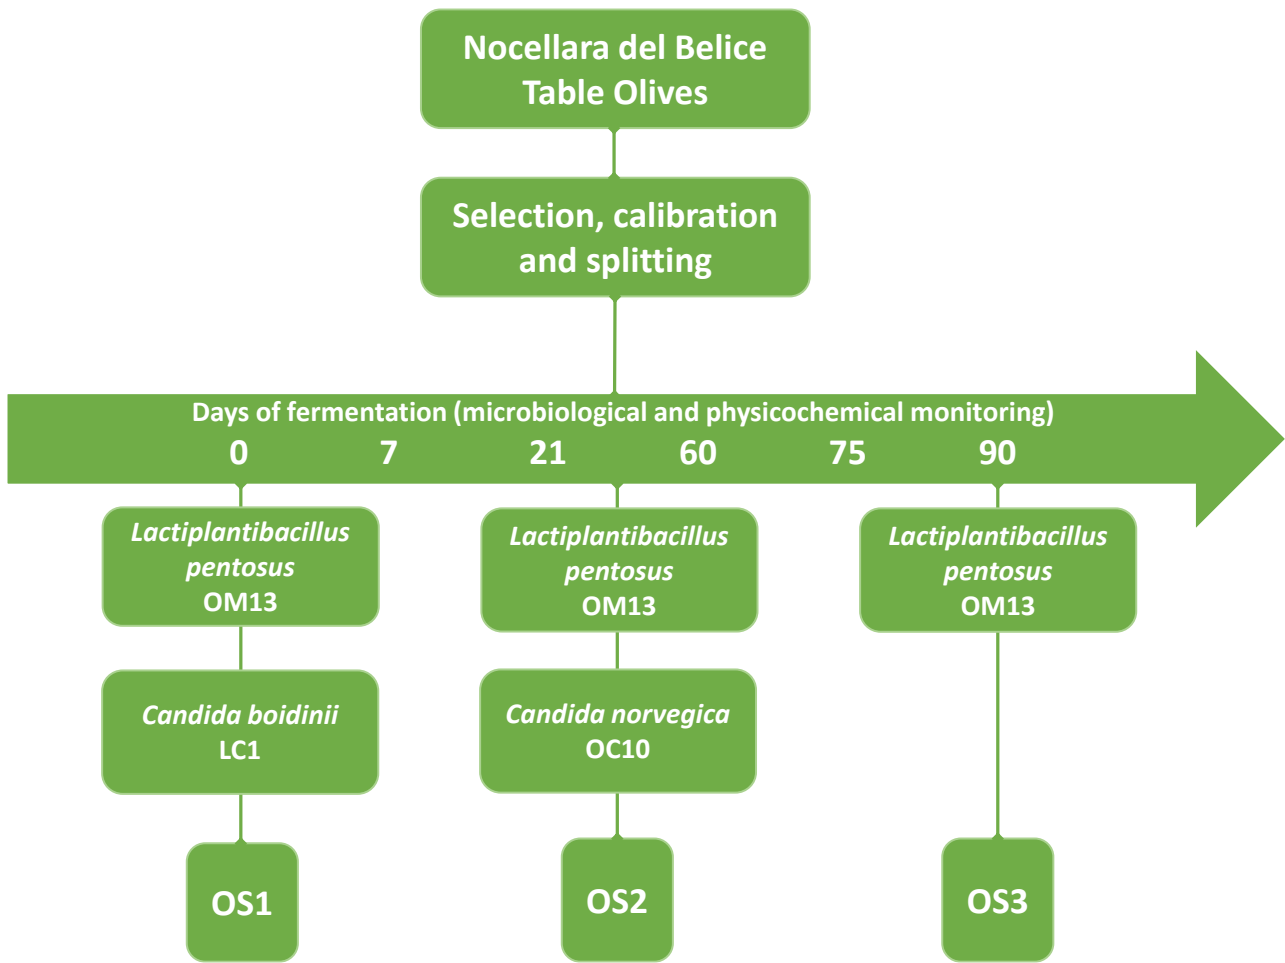 Nocellara del Belice
Table Olives
Selection, calibration
and splitting
Days of fermentation (microbiological and physicochemical monitoring)
0 7 21 60 75 90
Lactiplantibacillus
pentosus
OM13
Candida boidinii
LC1
OS1
Lactiplantibacillus
pentosus
OM13
Candida norvegica
OC10
OS2
Lactiplantibacillus
pentosus
OM13
OS3